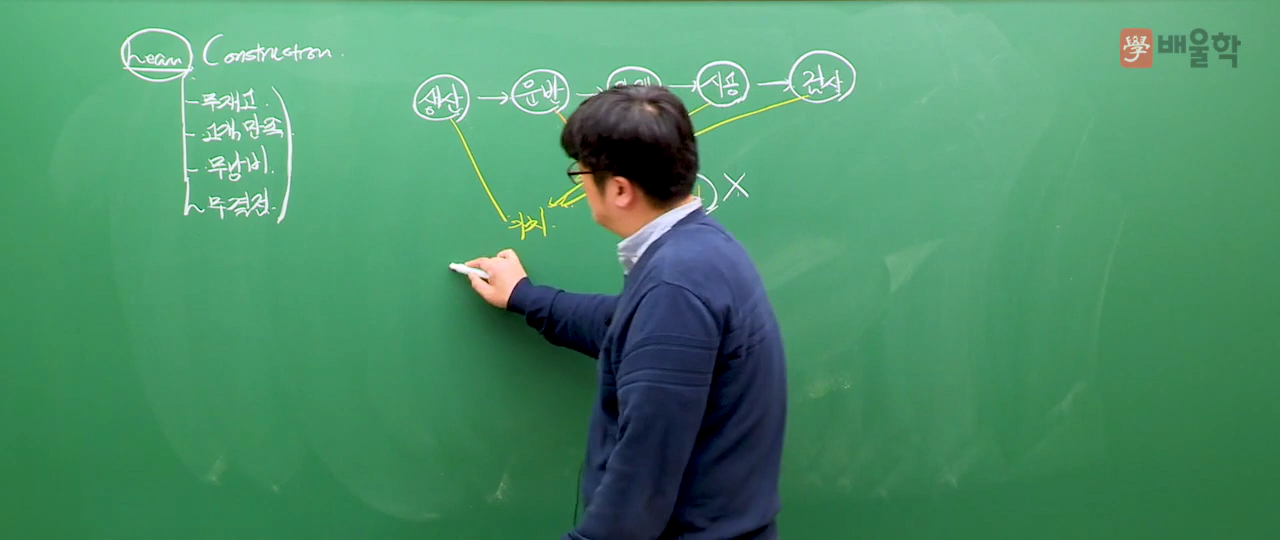 Lean Construction.
學 배울학
생산 → 운반 → → 시공 → 검사
- 무재고.
- 고객만족
- 무낭비.
- 무결점.
가치.
X